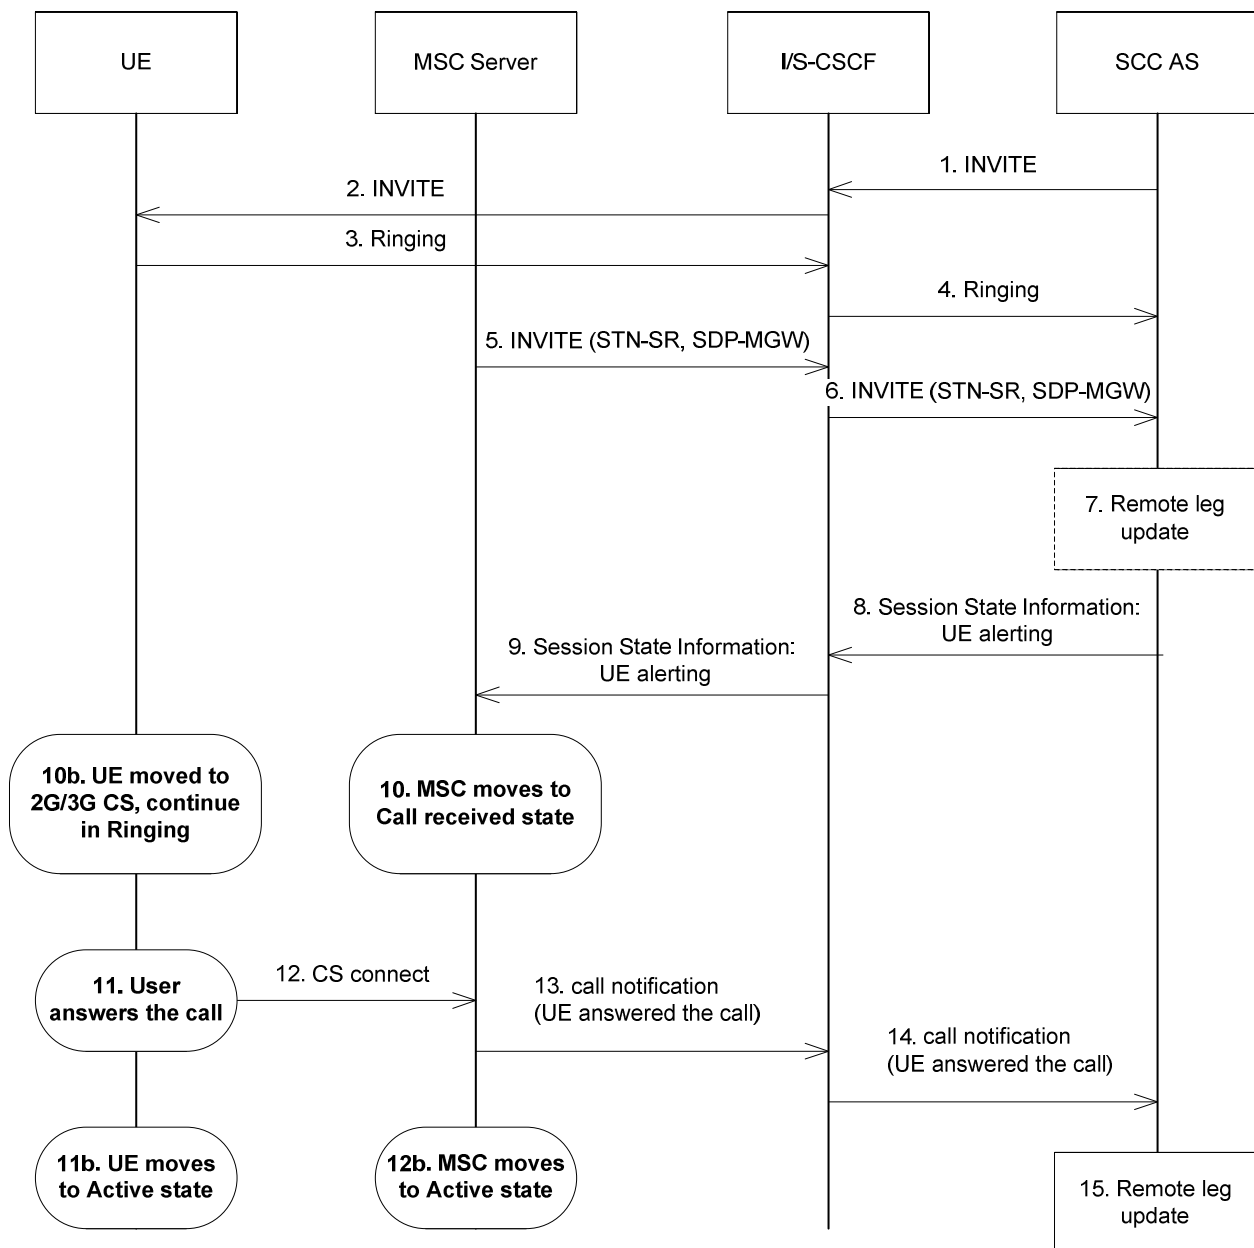 UE
MSC Server
I/S-CSCF
SCC AS
1. INVITE
2. INVITE
3. Ringing
4. Ringing
5. INVITE (STN-SR, SDP-MGW)
6. INVITE (STN-SR, SDP-MGW)
7. Remote leg
update
8. Session State Information:
UE alerting
9. Session State Information:
UE alerting
10b. UE moved to
2G/3G CS, continue
in Ringing
10. MSC moves to
Call received state
11. User
answers the call
12. CS connect
13. call notification
(UE answered the call)
14. call notification
(UE answered the call)
11b. UE moves
to Active state
12b. MSC moves
to Active state
15. Remote leg
update